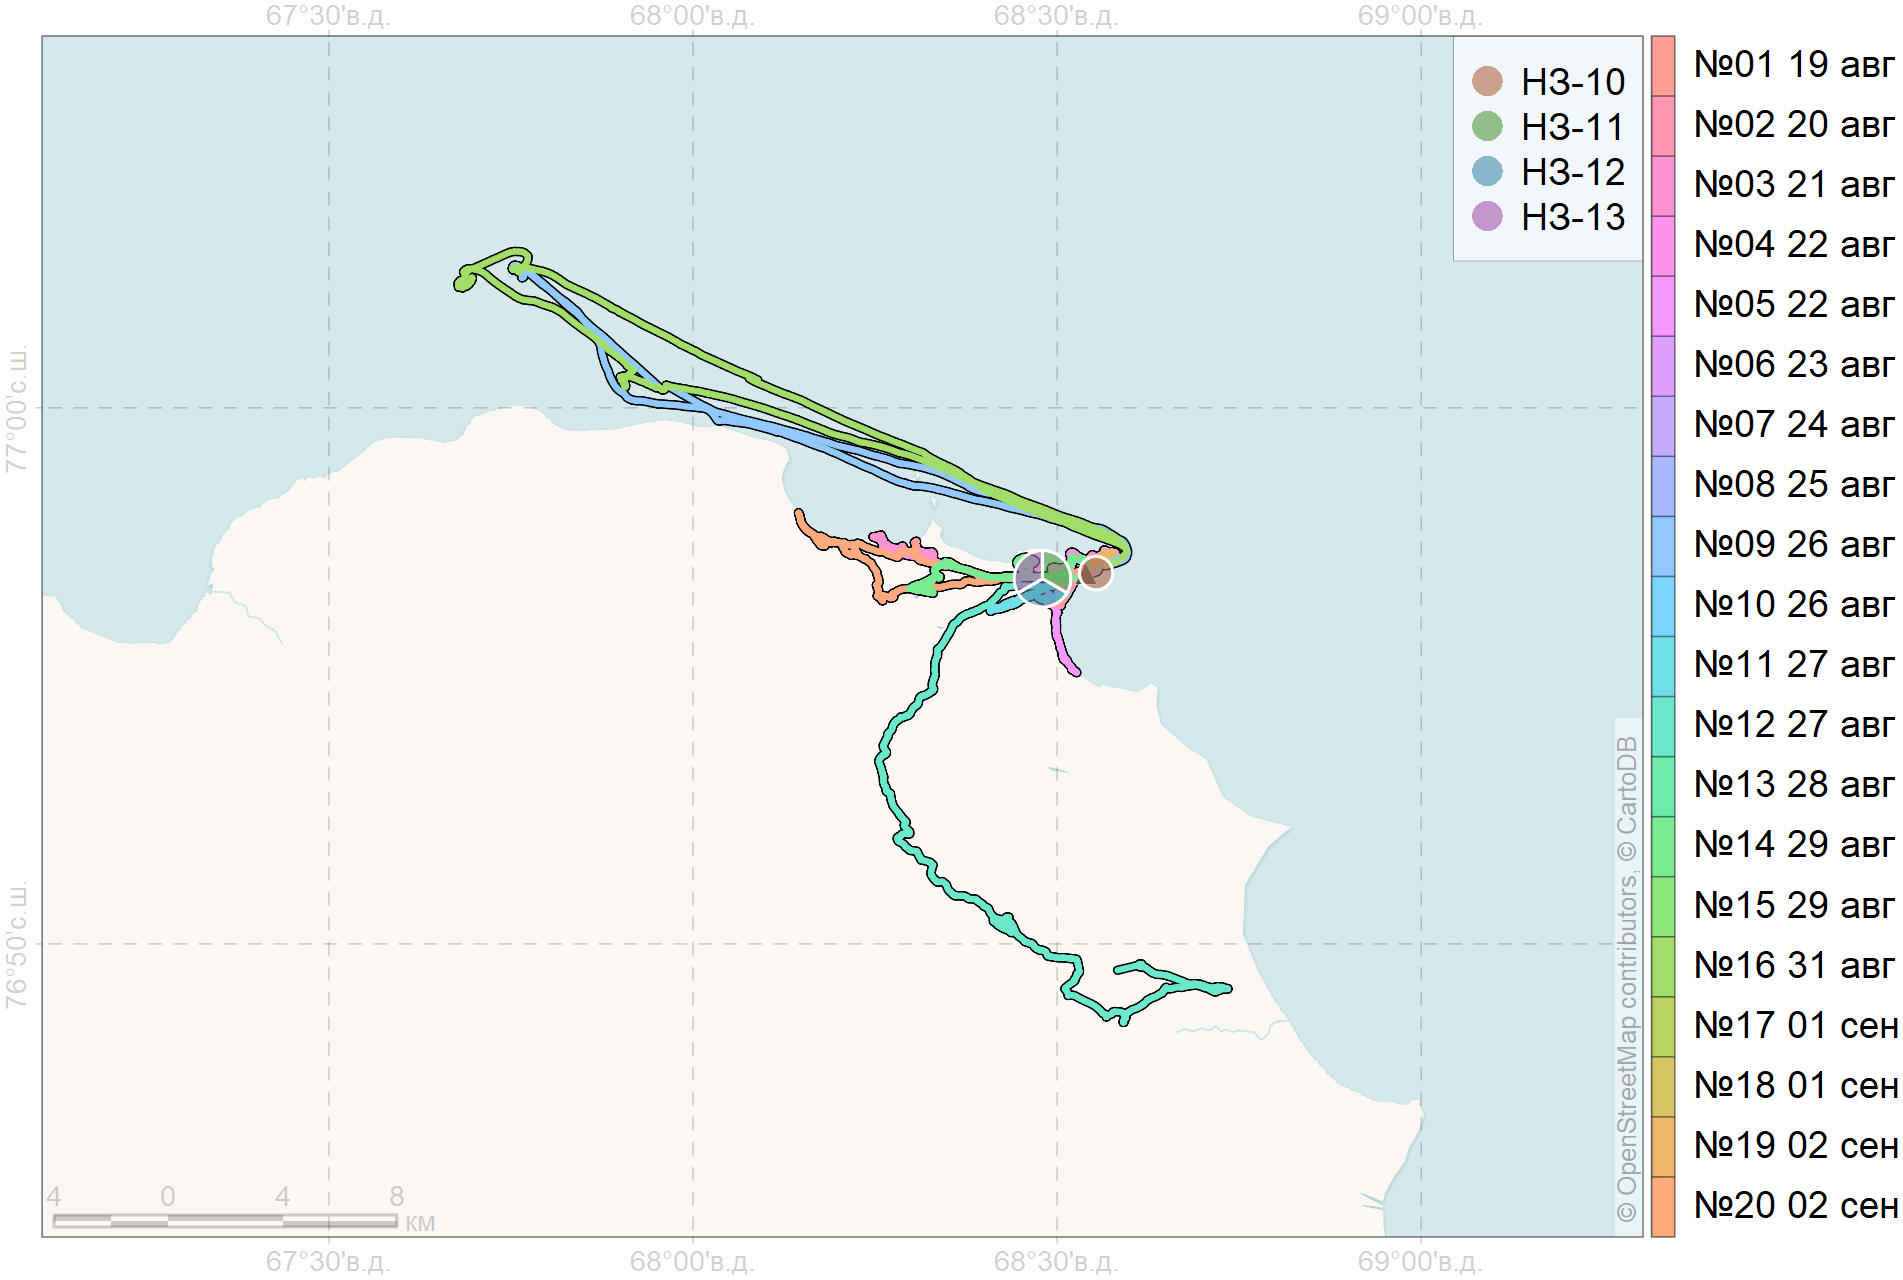 67°30'в.д. 68°00'в.д. 68°30'в.д. 69°00'в.д.
НЗ-10
НЗ-11
НЗ-12
НЗ-13
№01 19 авг
№02 20 авг
№03 21 авг
№04 22 авг
№05 22 авг
№06 23 авг
№07 24 авг
№08 25 авг
№09 26 авг
№10 26 авг
№11 27 авг
№12 27 авг
№13 28 авг
№14 29 авг
№15 29 авг
№16 31 авг
№17 01 сен
№18 01 сен
№19 02 сен
№20 02 сен
77°00'с.ш.
76°50'с.ш.
4 0 4 8
км
© OpenStreetMap contributors, © CartoDB
67°30'в.д. 68°00'в.д. 68°30'в.д. 69°00'в.д.